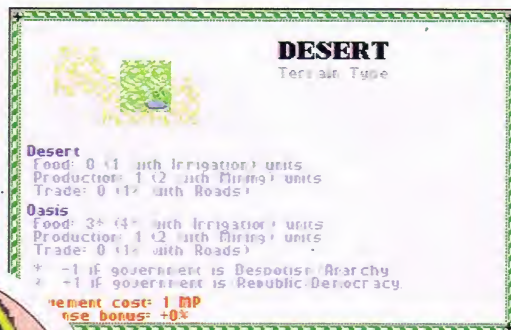 DESERT
Terrain Type
Desert
Food: 0 (1 with Irrigation) units
Production: 1 (2 with Mining) units
Trade: 0 (1+ with Roads)
Oasis
Food: 3* (4* with Irrigation) units
Production: 1 (2 with Mining) units
Trade: 0 (1+ with Roads)
* -1 if government is Despotism/Anarchy
-1 if government is Republic/Democracy
cost: 1 MP
bonus: +0%